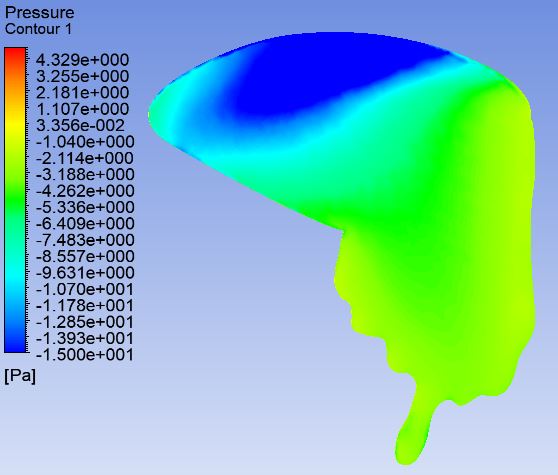 Pressure
Contour 1
4.329e+000
3.255e+000
2.181e+000
1.107e+000
3.356e-002
-1.040e+000
-2.114e+000
-3.188e+000
-4.262e+000
-5.336e+000
-6.409e+000
-7.483e+000
-8.557e+000
-9.631e+000
-1.070e+001
-1.178e+001
-1.285e+001
-1.393e+001
-1.500e+001
[Pa]